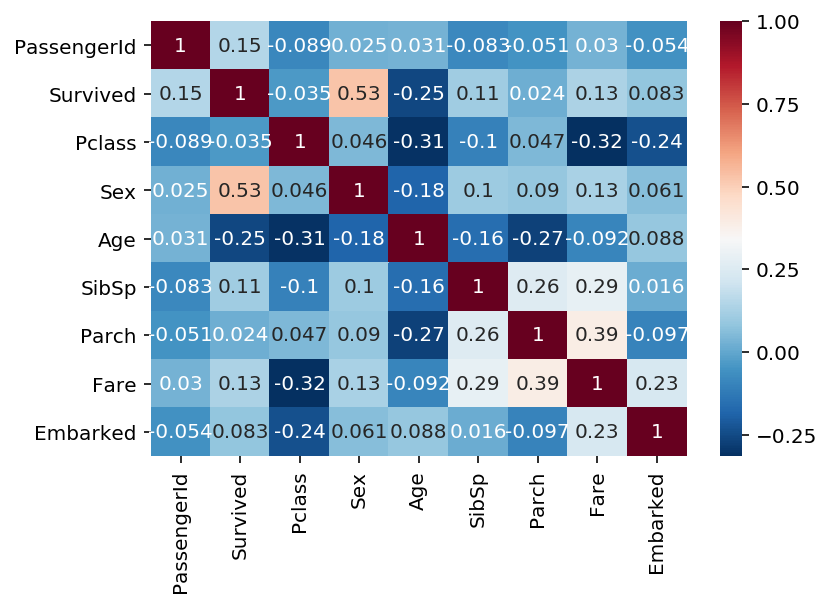 PassengerId 1 0.15 -0.089 0.025 0.031 -0.083 -0.051 0.03 -0.054
Survived 0.15 1 -0.035 0.53 -0.25 0.11 0.024 0.13 0.083
Pclass -0.089 -0.035 1 0.046 -0.31 -0.1 0.047 -0.32 -0.24
Sex 0.025 0.53 0.046 1 -0.18 0.1 0.09 0.13 0.061
Age 0.031 -0.25 -0.31 -0.18 1 -0.16 -0.27 -0.092 0.088
SibSp -0.083 0.11 -0.1 0.1 -0.16 1 0.26 0.29 0.016
Parch -0.051 0.024 0.047 0.09 -0.27 0.26 1 0.39 -0.097
Fare 0.03 0.13 -0.32 0.13 -0.092 0.29 0.39 1 0.23
Embarked -0.054 0.083 -0.24 0.061 0.088 0.016 -0.097 0.23 1
PassengerId Survived Pclass Sex Age SibSp Parch Fare Embarked
1.00
0.75
0.50
0.25
0.00
−0.25